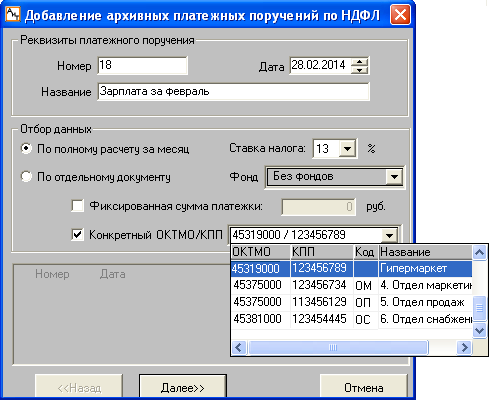 Добавление архивных платежных поручений по НДФЛ
Реквизиты платежного поручения
Номер 18 Дата 28.02.2014
Название Зарплата за февраль
Отбор данных
По полному расчету за месяц Ставка налога: 13 %
По отдельному документу Фонд Без фондов
Фиксированная сумма платежки: 0 руб.
Конкретный ОКТМО/КПП 45319000 / 123456789
ОКТМО КПП Код Название
45319000 123456789 Гипермаркет
45375000 123456734 ОМ 4. Отдел маркетин
45375000 113456129 ОП 5. Отдел продаж
45381000 123454445 ОС 6. Отдел снабжен
Номер Дата
<<Назад Далее>> Отмена